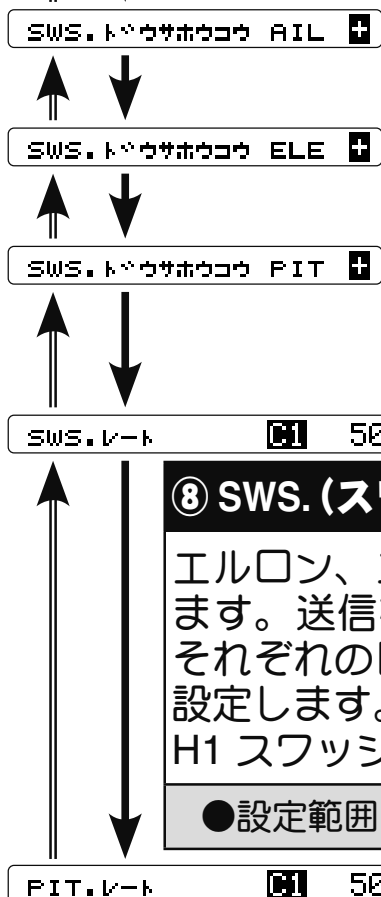 SWS.ドウサホウコウ AIL +
SWS.ドウサホウコウ ELE +
SWS.ドウサホウコウ PIT +
SWS.レート C1 50
⑧ SWS. (ス
エルロン、
ます。送信
それぞれの
設定します。
H1 スワッシ
●設定範囲
PIT.レート C1 50